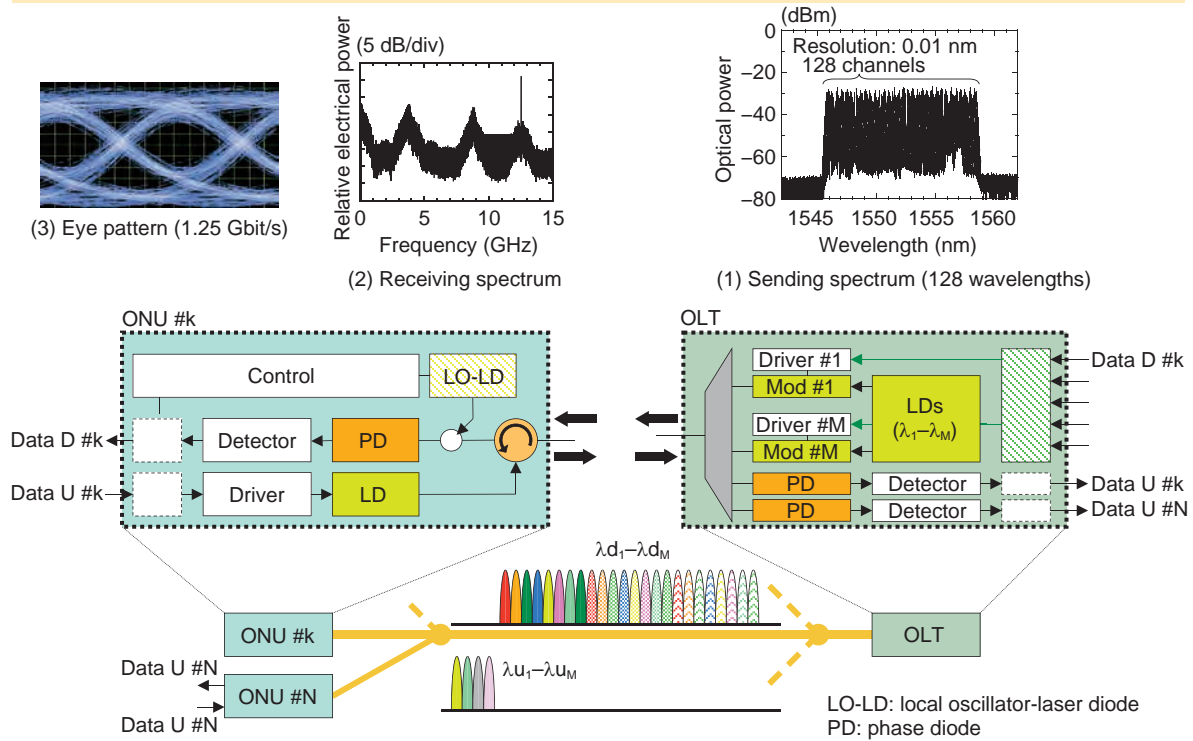 (5 dB/div)
Relative electrical power
0
5
10
15
Frequency (GHz)
(2) Receiving spectrum
(3) Eye pattern (1.25 Gbit/s)
(dBm)
Optical power
0
−20
−40
−60
−80
Resolution: 0.01 nm
128 channels
1545
1550
1555
1560
Wavelength (nm)
(1) Sending spectrum (128 wavelengths)
ONU #k
Control
LO-LD
Data D #k
Detector
PD
Data U #k
Driver
LD
OLT
Driver #1
Mod #1
Driver #M
Mod #M
LDs
(λ1–λM)
PD
Detector
PD
Detector
Data D #k
Data U #k
Data U #N
λd1–λdM
ONU #k
OLT
Data U #N
ONU #N
Data U #N
λu1–λuM
LO-LD: local oscillator-laser diode
PD: phase diode